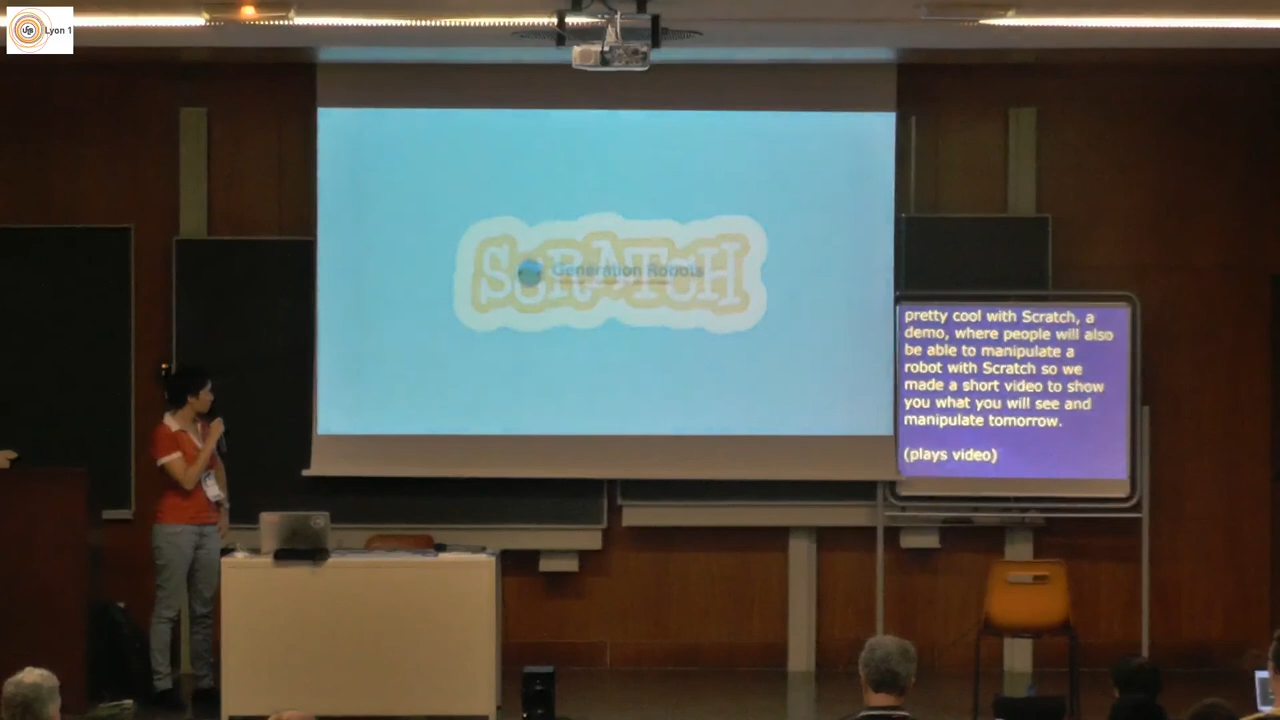 UCB Lyon 1
SCRATCH
Generation Robots
pretty cool with Scratch, a
demo, where people will also
be able to manipulate a
robot with Scratch so we
made a short video to show
you what you will see and
manipulate tomorrow.
(plays video)